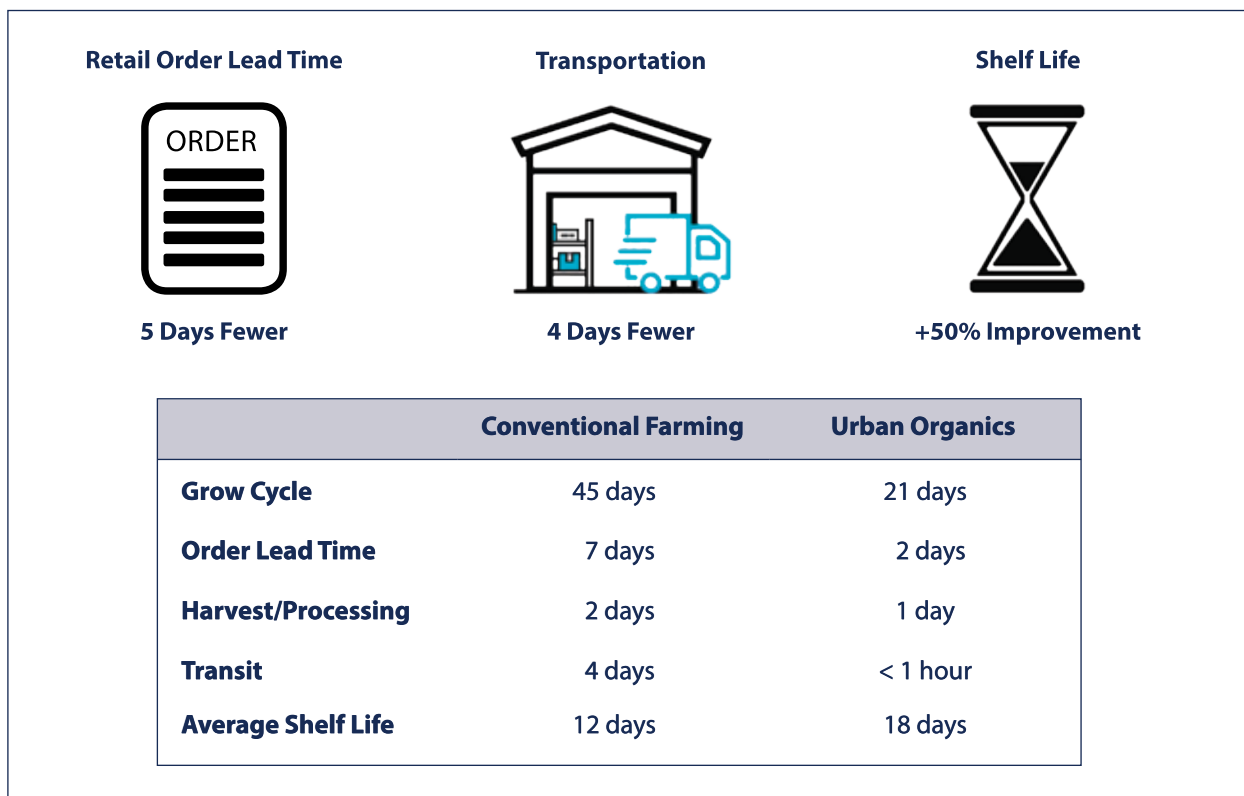 Retail Order Lead Time Transportation Shelf Life
ORDER
5 Days Fewer 4 Days Fewer +50% Improvement
Conventional Farming Urban Organics
Grow Cycle 45 days 21 days
Order Lead Time 7 days 2 days
Harvest/Processing 2 days 1 day
Transit 4 days < 1 hour
Average Shelf Life 12 days 18 days